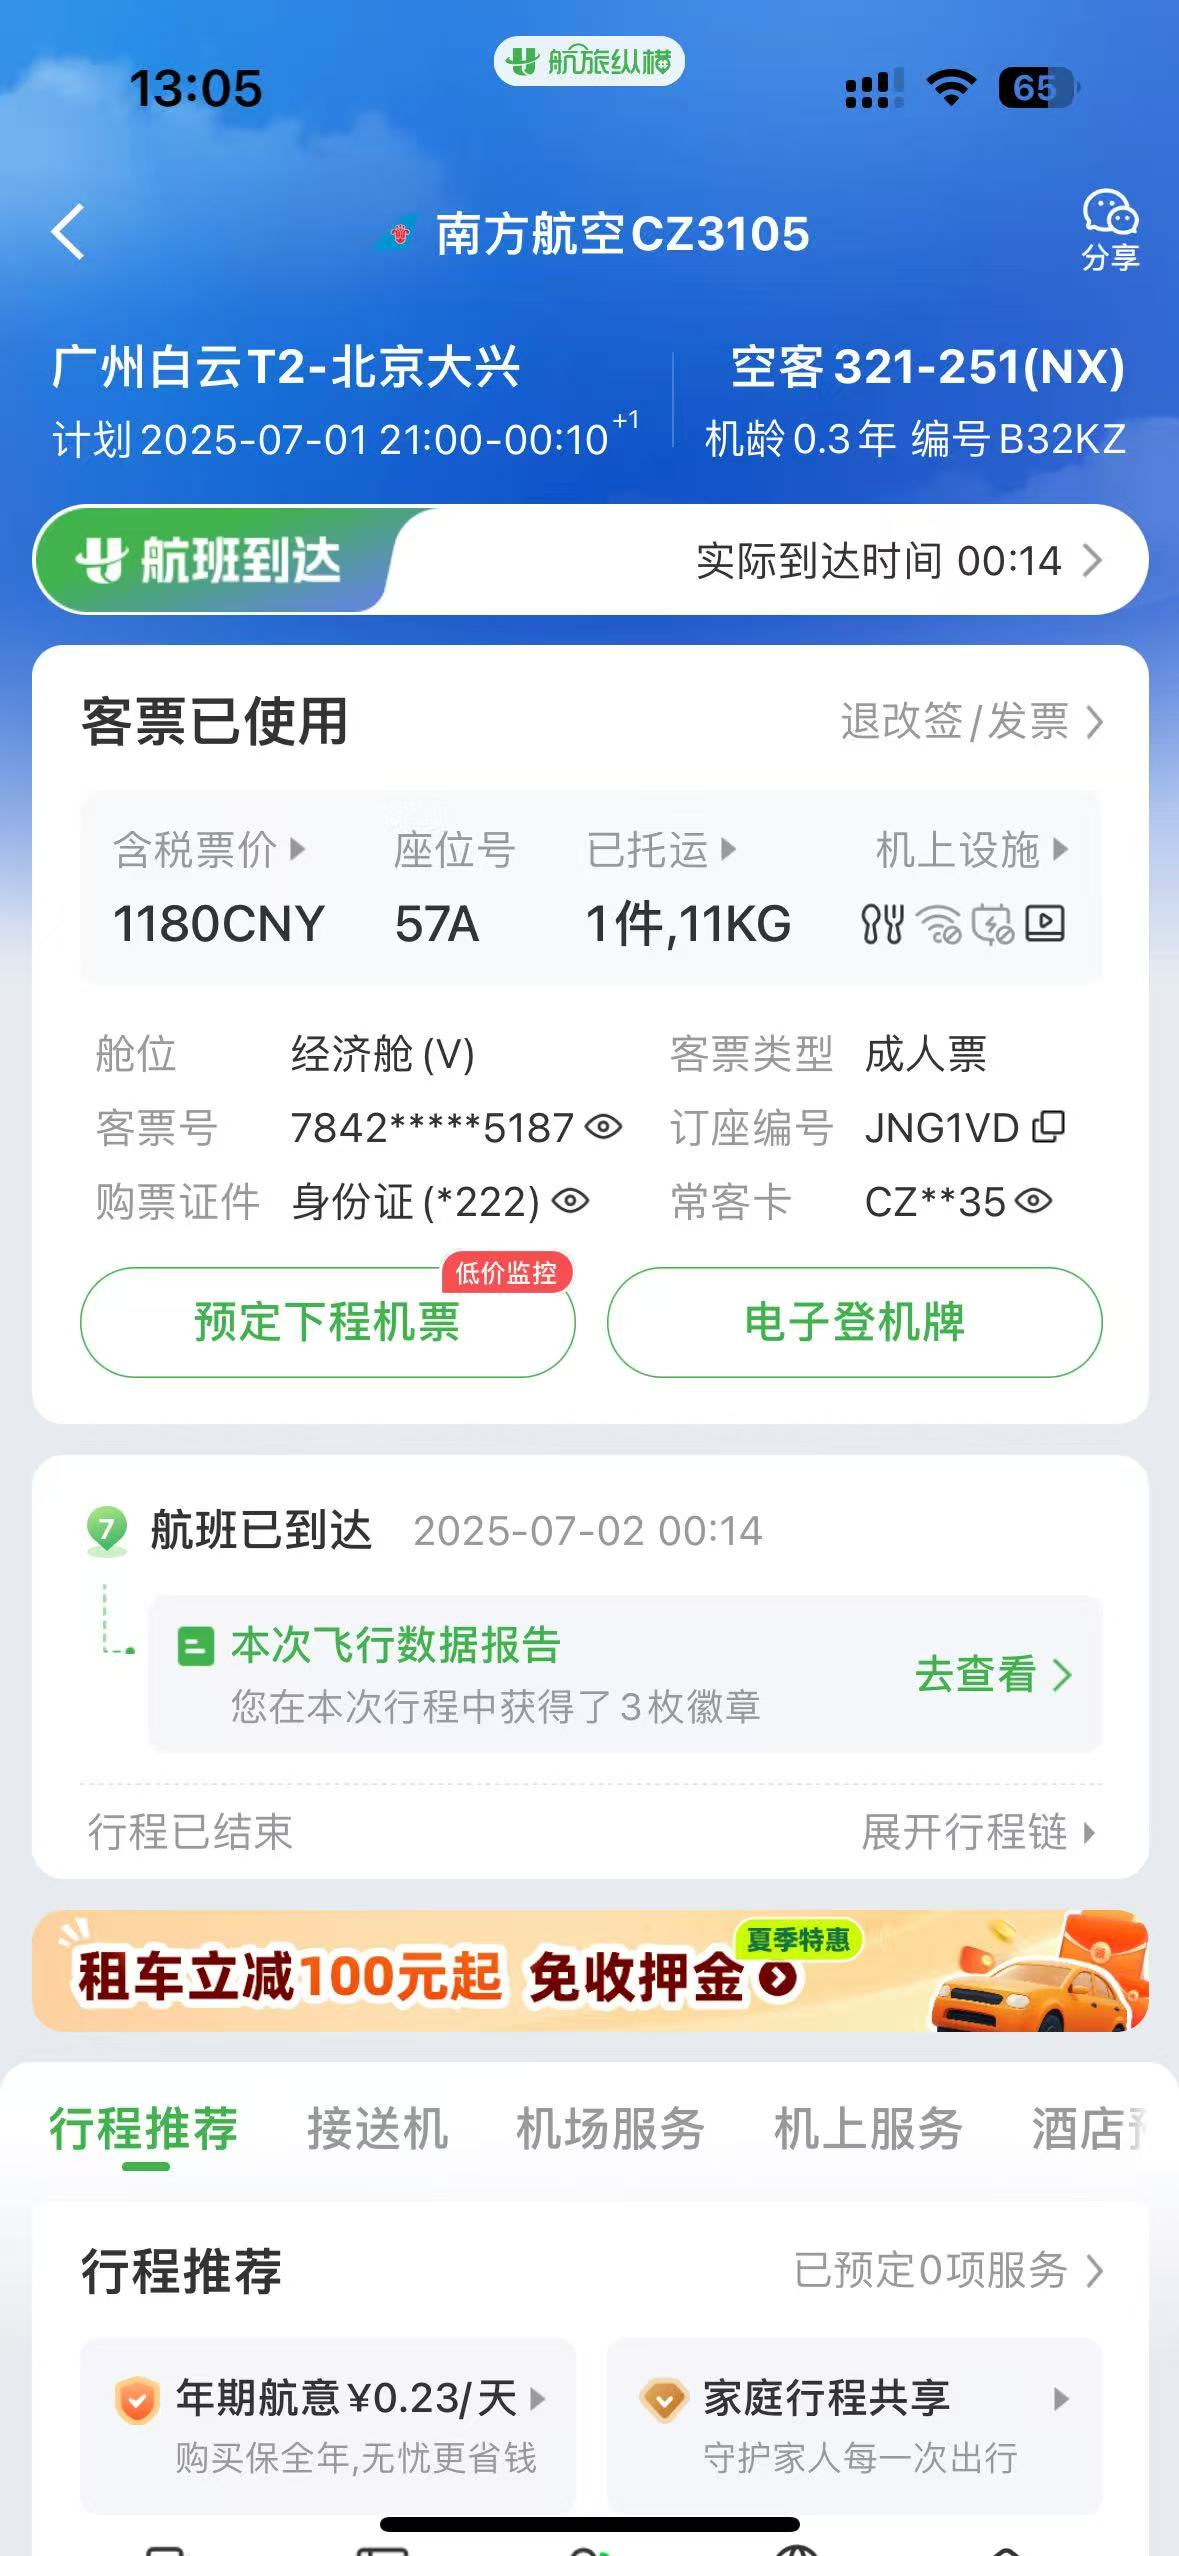 航旅纵横
13:05
65
南方航空CZ3105
分享
广州白云T2-北京大兴
空客321-251(NX)
计划2025-07-01 21:00-00:10+1
机龄0.3年 编号B32KZ
航班到达
实际到达时间 00:14
客票已使用
退改签/发票
含税票价
座位号
已托运
机上设施
1180CNY
57A
1件,11KG
舱位
经济舱(V)
客票类型
成人票
客票号
7842*****5187
订座编号
JNG1VD
购票证件
身份证(*222)
常客卡
CZ**35
低价监控
预定下程机票
电子登机牌
7
航班已到达
2025-07-02 00:14
本次飞行数据报告
您在本次行程中获得了3枚徽章
去查看
行程已结束
展开行程链
租车立减100元起 免收押金
夏季特惠
行程推荐
接送机
机场服务
机上服务
酒店
行程推荐
已预定0项服务
年期航意¥0.23/天
购买保全年,无忧更省钱
家庭行程共享
守护家人每一次出行